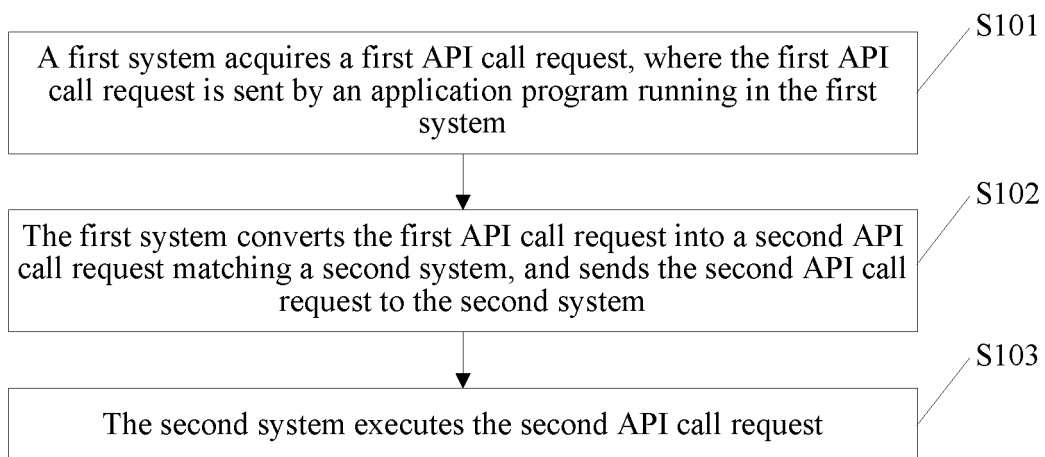 S101
A first system acquires a first API call request, where the first API
call request is sent by an application program running in the first
system
S102
The first system converts the first API call request into a second API
call request matching a second system, and sends the second API call
request to the second system
S103
The second system executes the second API call request